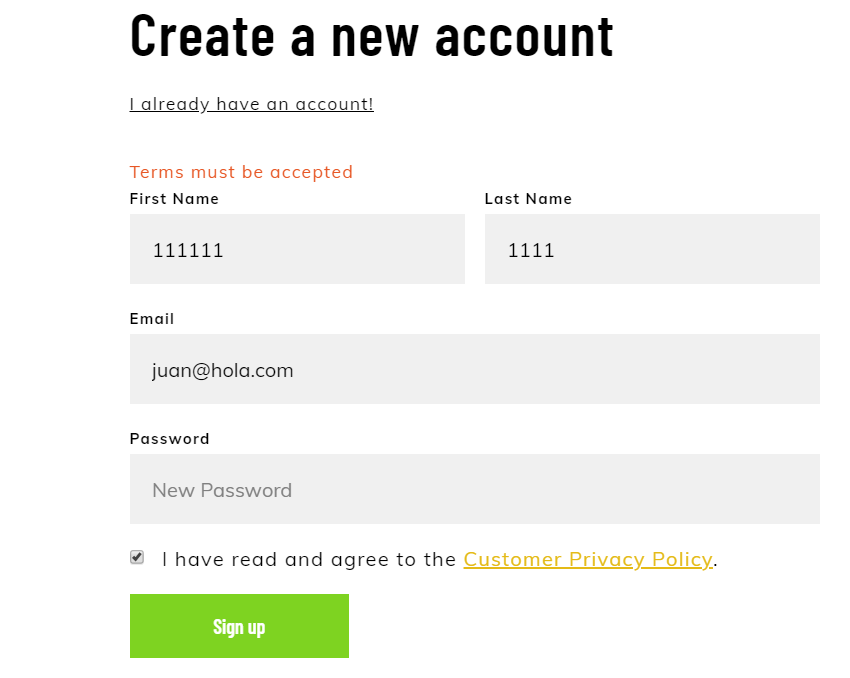 Create a new account
I already have an account!
Terms must be accepted
First Name
Last Name
111111
1111
Email
juan@hola.com
Password
New Password
I have read and agree to the Customer Privacy Policy.
Sign up